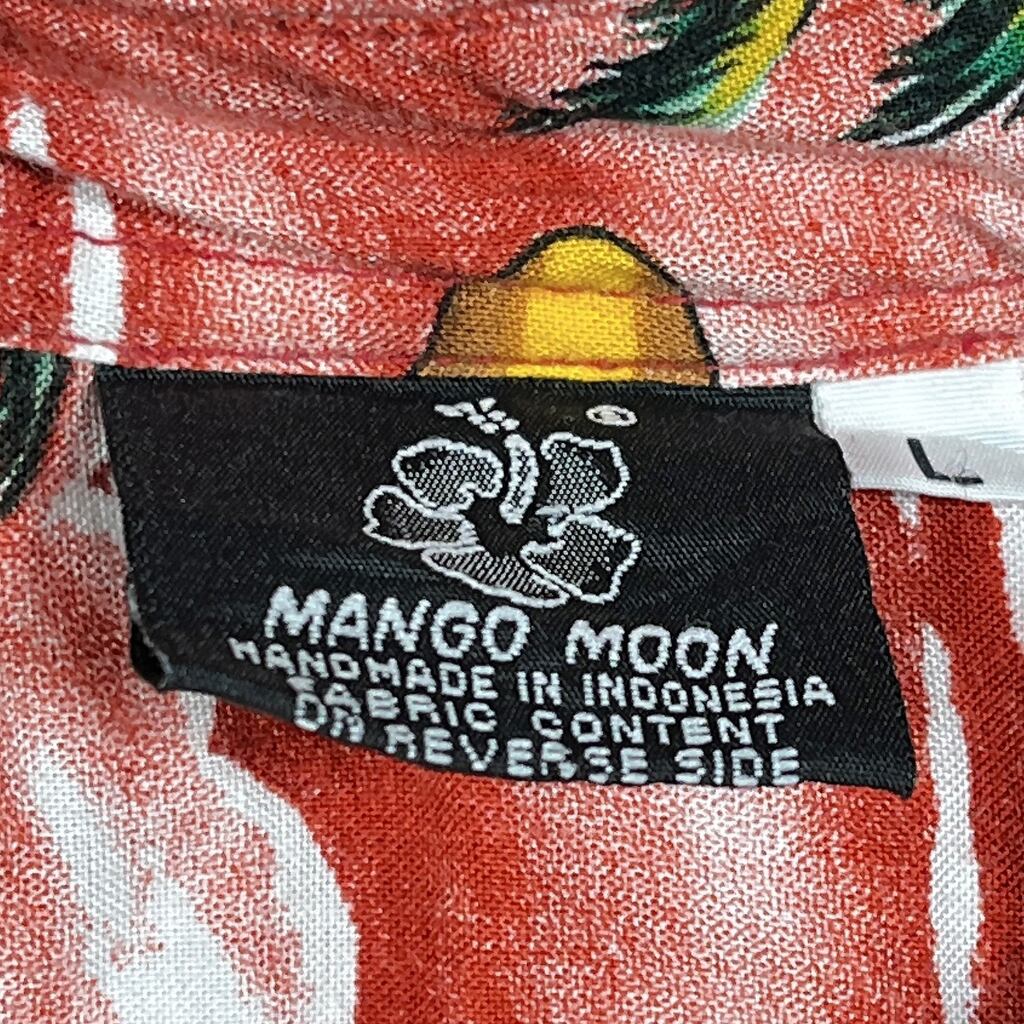 L
MANGO MOON
HANDMADE IN INDONESIA
FABRIC CONTENT
ON REVERSE SIDE